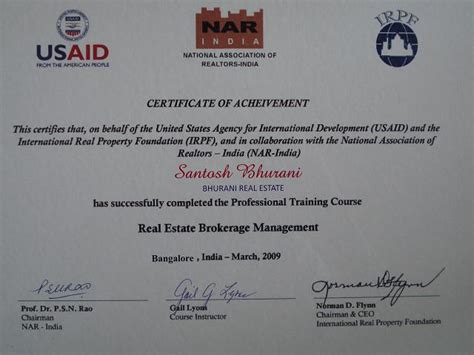 USAID
FROM THE AMERICAN PEOPLE
NAR
INDIA
NATIONAL ASSOCIATION OF
REALTORS-INDIA
IRPF
CERTIFICATE OF ACHEIVEMENT
This certifies that, on behalf of the United States Agency for International Development (USAID) and the
International Real Property Foundation (IRPF), and in collaboration with the National Association of
Realtors – India (NAR-India)
Santosh Bhurani
BHURANI REAL ESTATE
has successfully completed the Professional Training Course
Real Estate Brokerage Management
Bangalore, India – March, 2009
Gail G Lyons
Prof. Dr. P.S.N. Rao
Chairman
NAR - India
Gail Lyons
Course Instructor
Norman D. Flynn
Chairman & CEO
International Real Property Foundation